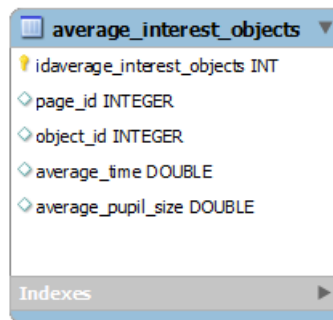 average_interest_objects
idaverage_interest_objects INT
page_id INTEGER
object_id INTEGER
average_time DOUBLE
average_pupil_size DOUBLE
Indexes